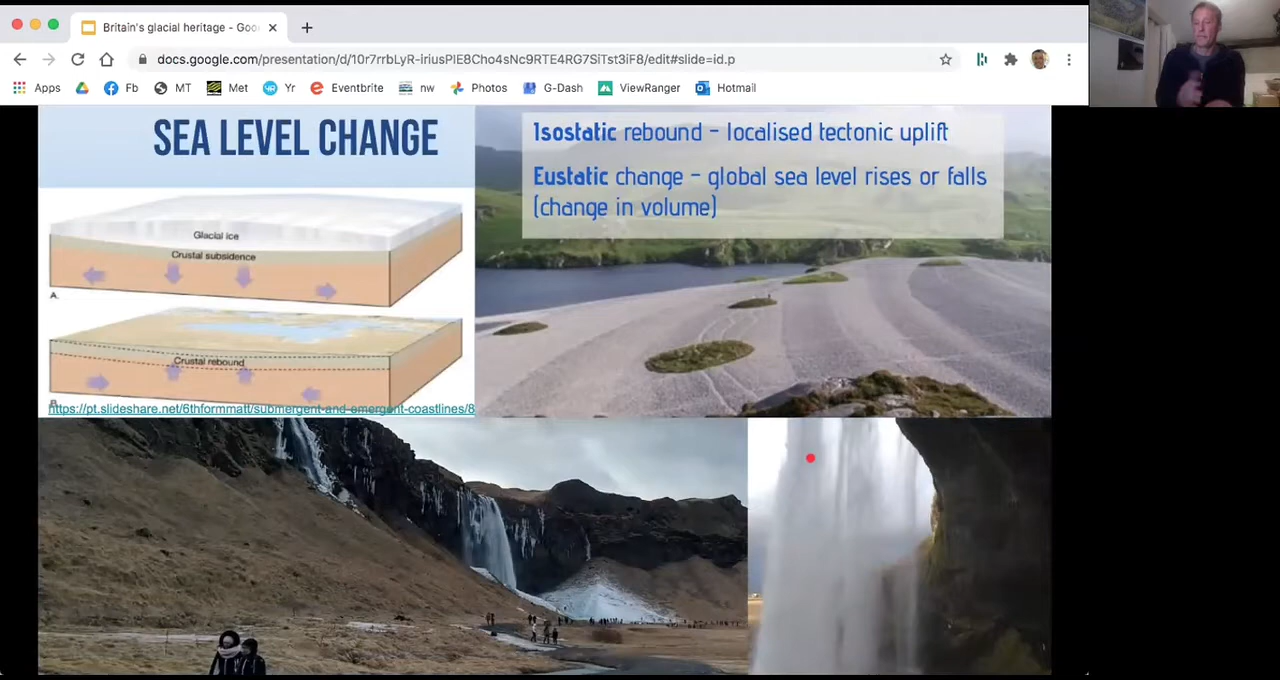 Britain's glacial heritage - Goo
docs.google.com/presentation/d/10r7rrbLyR-iriusPIE8Cho4sNc9RTE4RG7SiTst3iF8/edit#slide=id.p
Apps Fb MT Met Yr Eventbrite nw Photos G-Dash ViewRanger Hotmail
SEA LEVEL CHANGE
Isostatic rebound - localised tectonic uplift
Eustatic change - global sea level rises or falls
(change in volume)
Glacial ice
Crustal subsidence
A.
Crustal rebound
B.
https://pt.slideshare.net/6thformmatt/submergent-and-emergent-coastlines/8